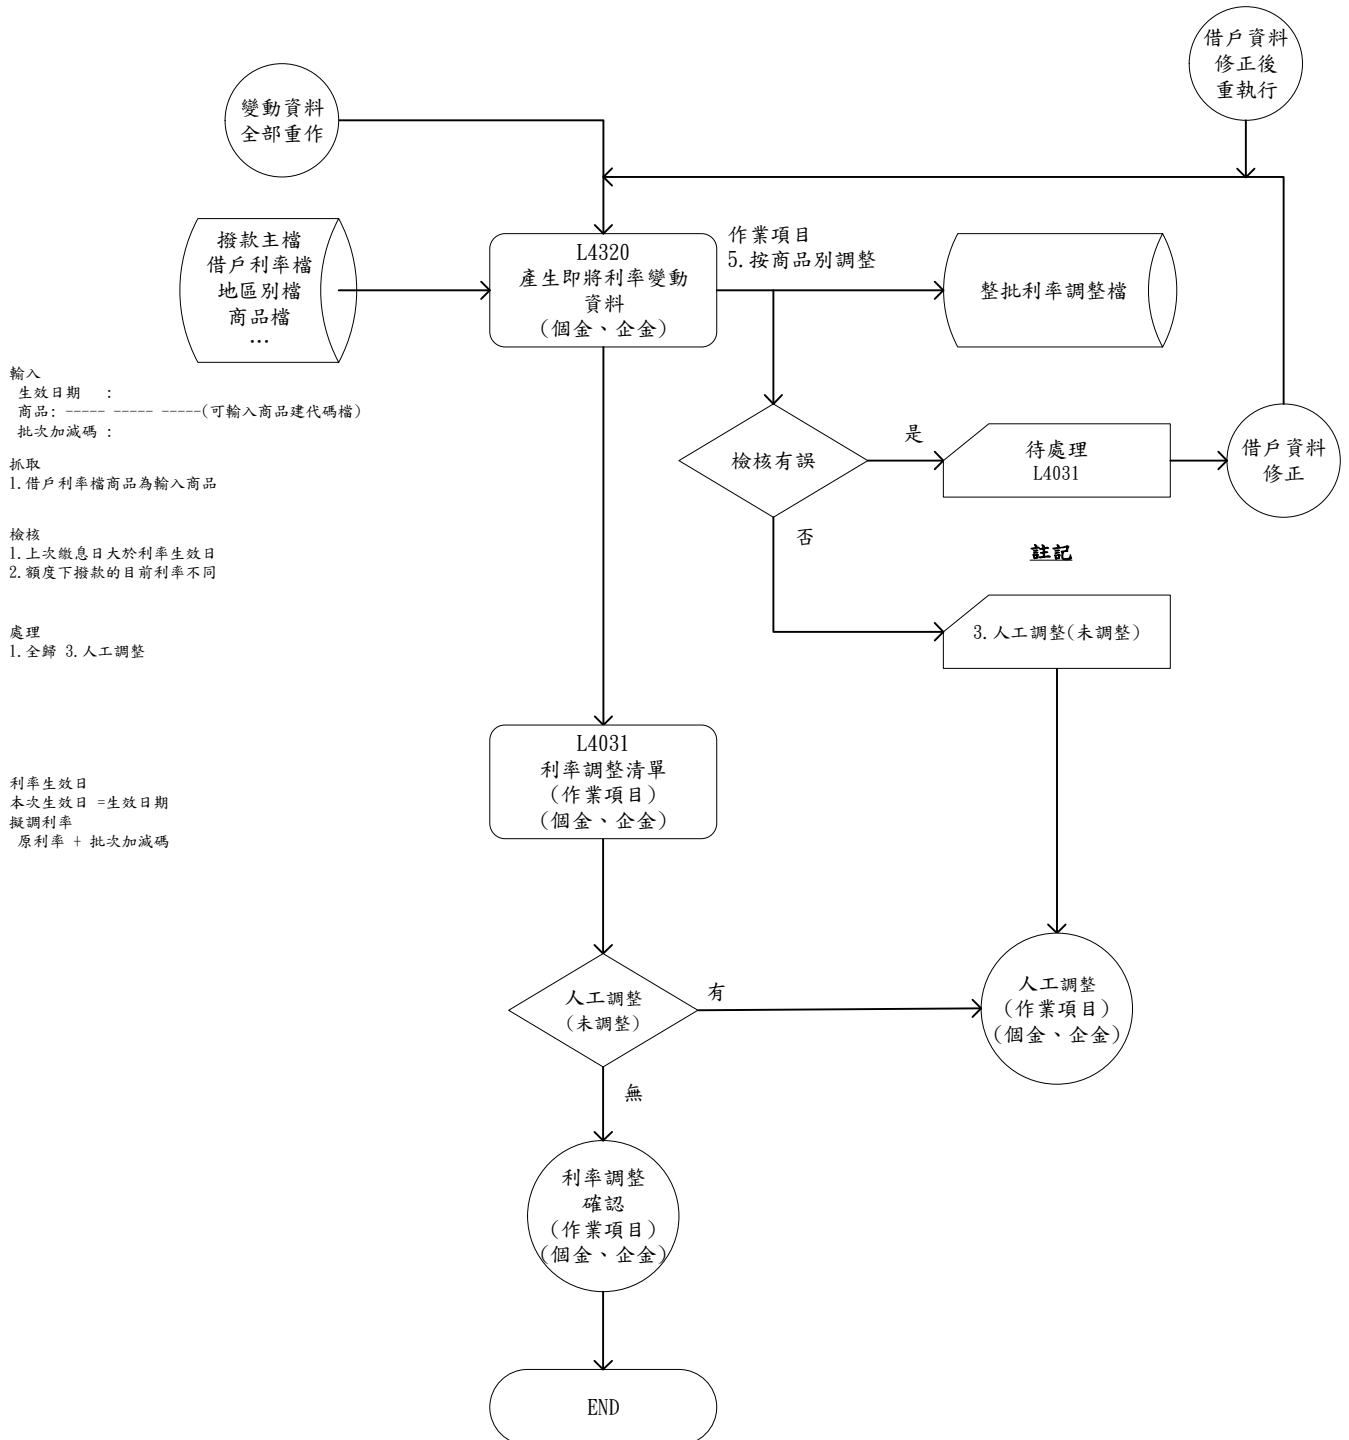 借戶資料
修正後
重執行
變動資料
全部重作
撥款主檔
借戶利率檔
地區別檔
商品檔
…
L4320
產生即將利率變動
資料
(個金、企金)
作業項目
5.按商品別調整
整批利率調整檔
輸入
生效日期 :
商品: ----- ----- -----(可輸入商品建代碼檔)
批次加減碼 :
抓取
1.借戶利率檔商品為輸入商品
檢核
1.上次繳息日大於利率生效日
2.額度下撥款的目前利率不同
處理
1.全歸 3.人工調整
檢核有誤
是
待處理
L4031
借戶資料
修正
否
註記
3.人工調整(未調整)
利率生效日
本次生效日 =生效日期
擬調利率
原利率 + 批次加減碼
L4031
利率調整清單
(作業項目)
(個金、企金)
人工調整
(未調整)
有
人工調整
(作業項目)
(個金、企金)
無
利率調整
確認
(作業項目)
(個金、企金)
END